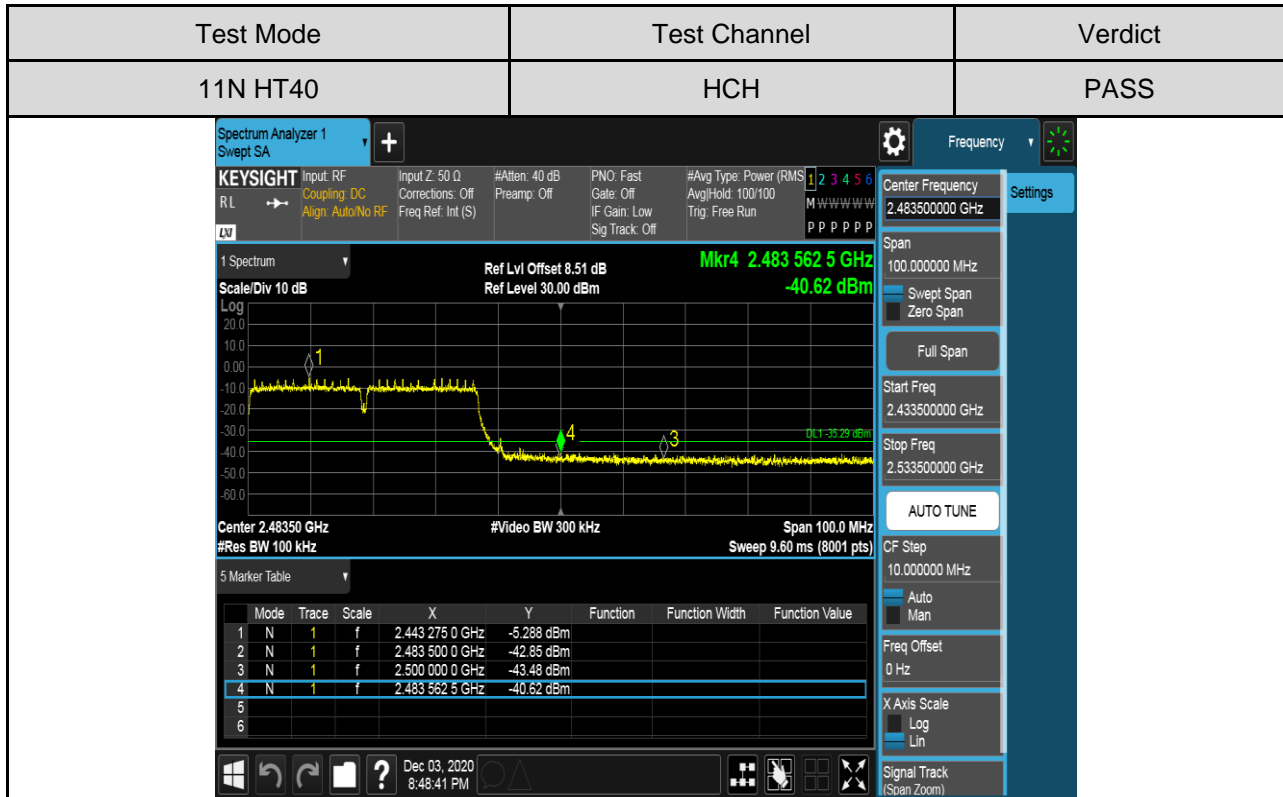 Test Mode Test Channel Verdict
11N HT40 HCH PASS
Spectrum Analyzer 1
Swept SA
+
Frequency
KEYSIGHT
RL
LXI
Input: RF
Coupling: DC
Align: Auto/No RF
Input Z: 50 Ω
Corrections: Off
Freq Ref: Int (S)
#Atten: 40 dB
Preamp: Off
PNO: Fast
Gate: Off
IF Gain: Low
Sig Track: Off
#Avg Type: Power (RMS
Avg|Hold: 100/100
Trig: Free Run
1 2 3 4 5 6
M W W W W W
P P P P P P
1 Spectrum
Scale/Div 10 dB
Ref Lvl Offset 8.51 dB
Ref Level 30.00 dBm
Mkr4 2.483 562 5 GHz
-40.62 dBm
Log
20.0
10.0
0.00
-10.0
-20.0
-30.0
-40.0
-50.0
-60.0
1
4
3
DL1 -35.29 dBm
Center 2.48350 GHz
#Res BW 100 kHz
#Video BW 300 kHz
Span 100.0 MHz
Sweep 9.60 ms (8001 pts)
5 Marker Table
Mode Trace Scale X Y Function Function Width Function Value
1 N 1 f 2.443 275 0 GHz -5.288 dBm
2 N 1 f 2.483 500 0 GHz -42.85 dBm
3 N 1 f 2.500 000 0 GHz -43.48 dBm
4 N 1 f 2.483 562 5 GHz -40.62 dBm
5
6
?
Dec 03, 2020
8:48:41 PM
Center Frequency
2.483500000 GHz
Settings
Span
100.000000 MHz
Swept Span
Zero Span
Full Span
Start Freq
2.433500000 GHz
Stop Freq
2.533500000 GHz
AUTO TUNE
CF Step
10.000000 MHz
Auto
Man
Freq Offset
0 Hz
X Axis Scale
Log
Lin
Signal Track
(Span Zoom)